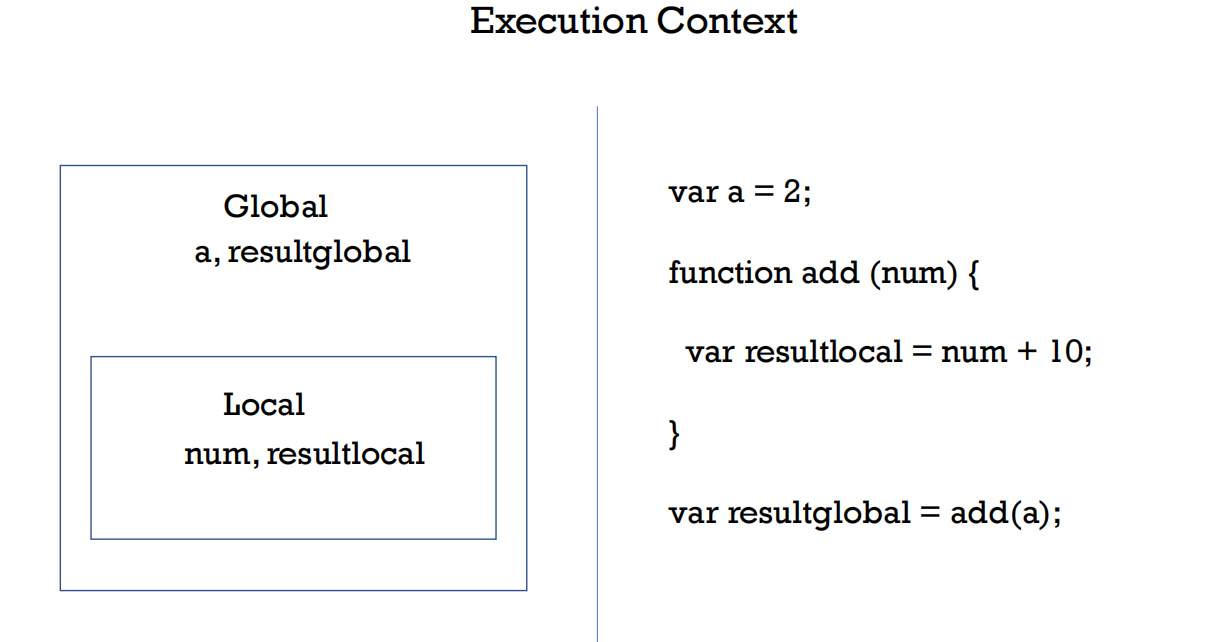 Execution Context
Global
a, resultglobal
Local
num, resultlocal
var a = 2;
function add (num) {
var resultlocal = num + 10;
}
var resultglobal = add(a);